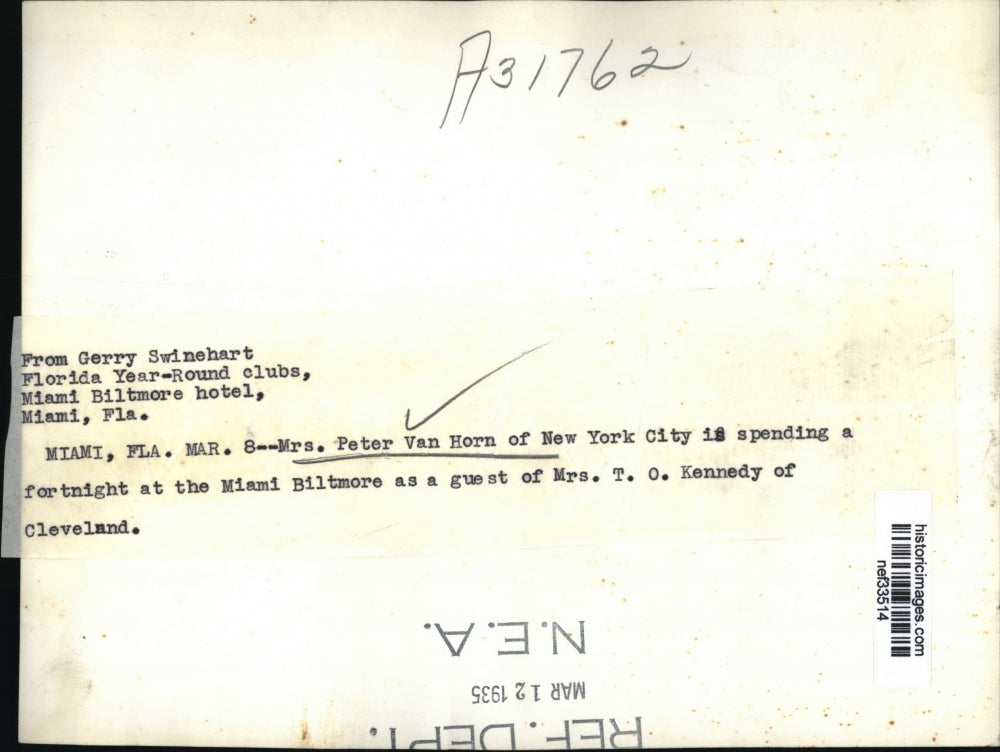 A31762
From Gerry Swinehart
Florida Year-Round clubs,
Miami Biltmore hotel,
Miami, Fla.
MIAMI, FLA. MAR. 8--Mrs. Peter Van Horn of New York City is spending a
fortnight at the Miami Biltmore as a guest of Mrs. T. O. Kennedy of
Cleveland.
historicimages.com
nef33514
N.E.A.
MAR 12 1935
REF. DEPT.